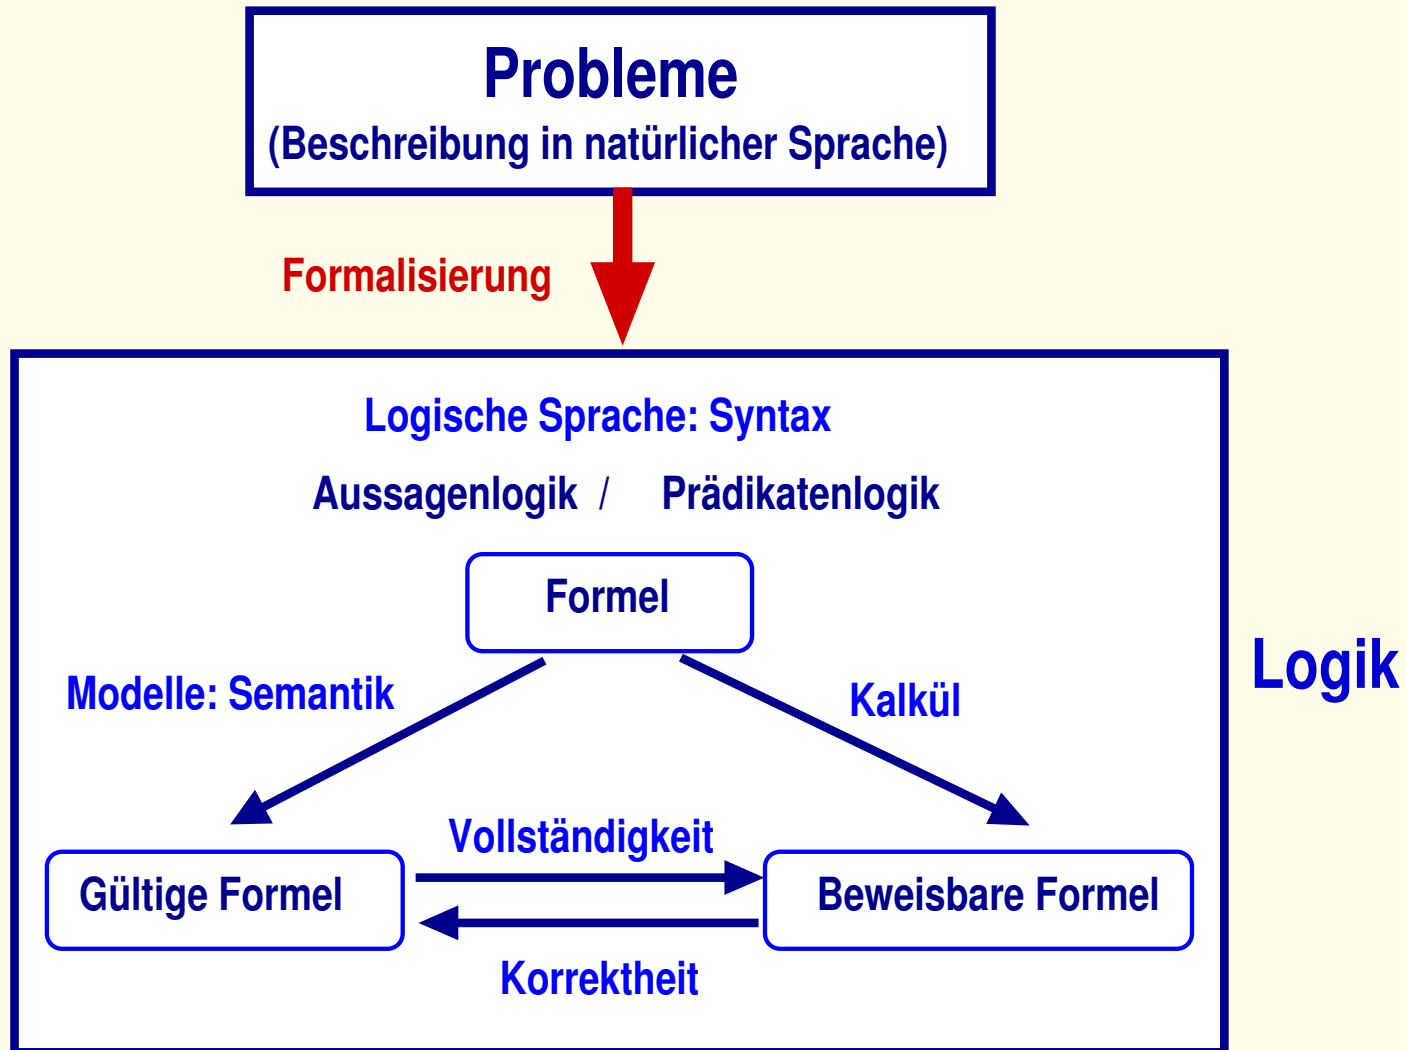 Probleme
(Beschreibung in natürlicher Sprache)
Formalisierung
Logische Sprache: Syntax
Aussagenlogik / Prädikatenlogik
Formel
Logik
Modelle: Semantik
Kalkül
Vollständigkeit
Gültige Formel
Beweisbare Formel
Korrektheit